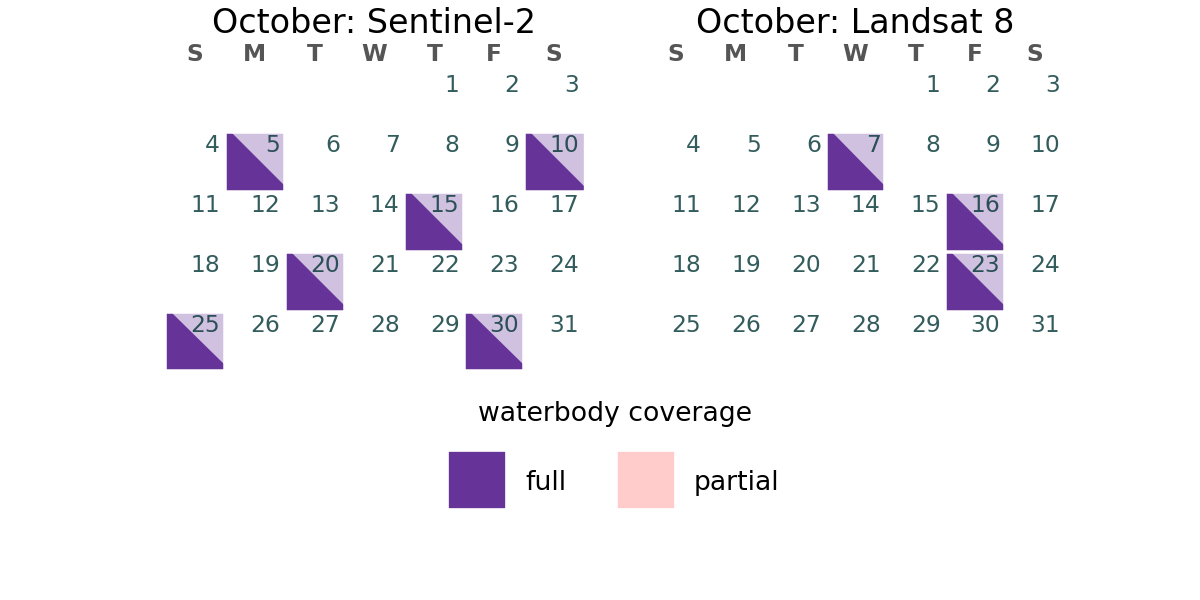 October: Sentinel-2
S M T W T F S
1 2 3
4 5 6 7 8 9 10
11 12 13 14 15 16 17
18 19 20 21 22 23 24
25 26 27 28 29 30 31
October: Landsat 8
S M T W T F S
1 2 3
4 5 6 7 8 9 10
11 12 13 14 15 16 17
18 19 20 21 22 23 24
25 26 27 28 29 30 31
waterbody coverage
full partial